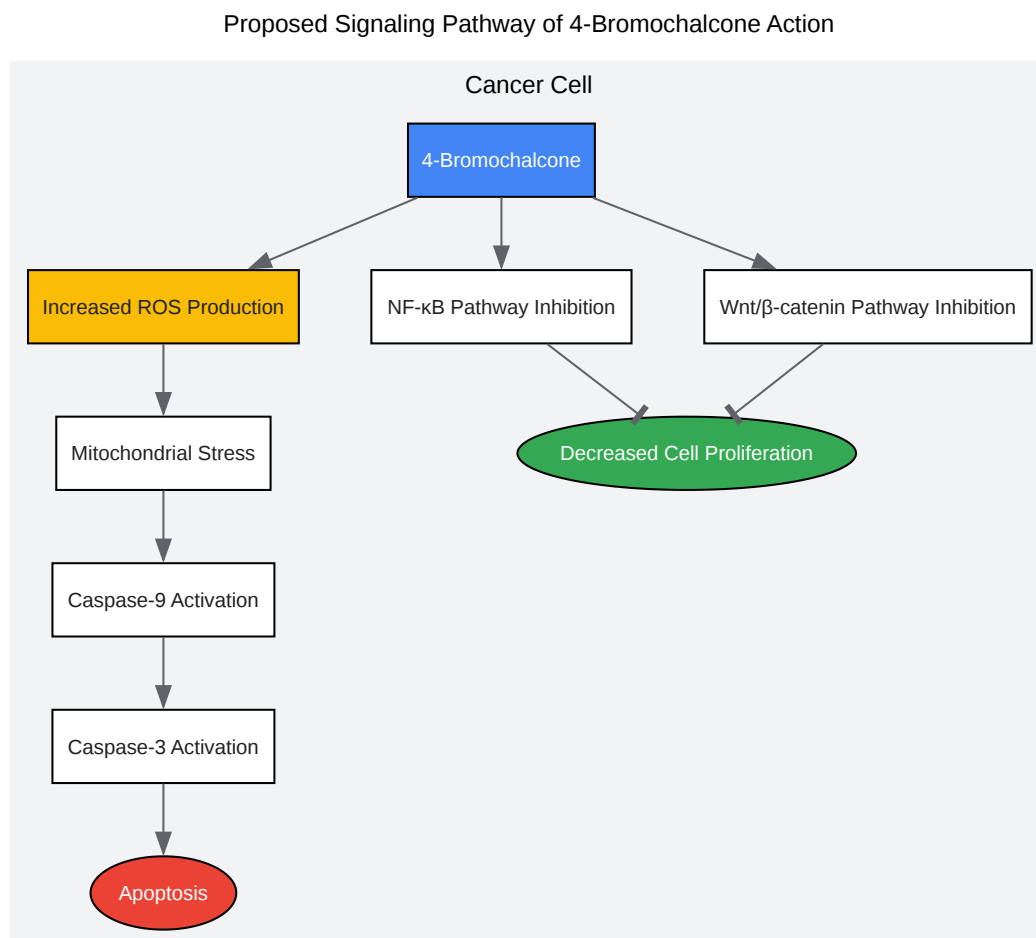 Proposed Signaling Pathway of 4-Bromochalcone Action
Cancer Cell
4-Bromochalcone
Increased ROS Production
NF-κB Pathway Inhibition
Wnt/β-catenin Pathway Inhibition
Mitochondrial Stress
Decreased Cell Proliferation
Caspase-9 Activation
Caspase-3 Activation
Apoptosis